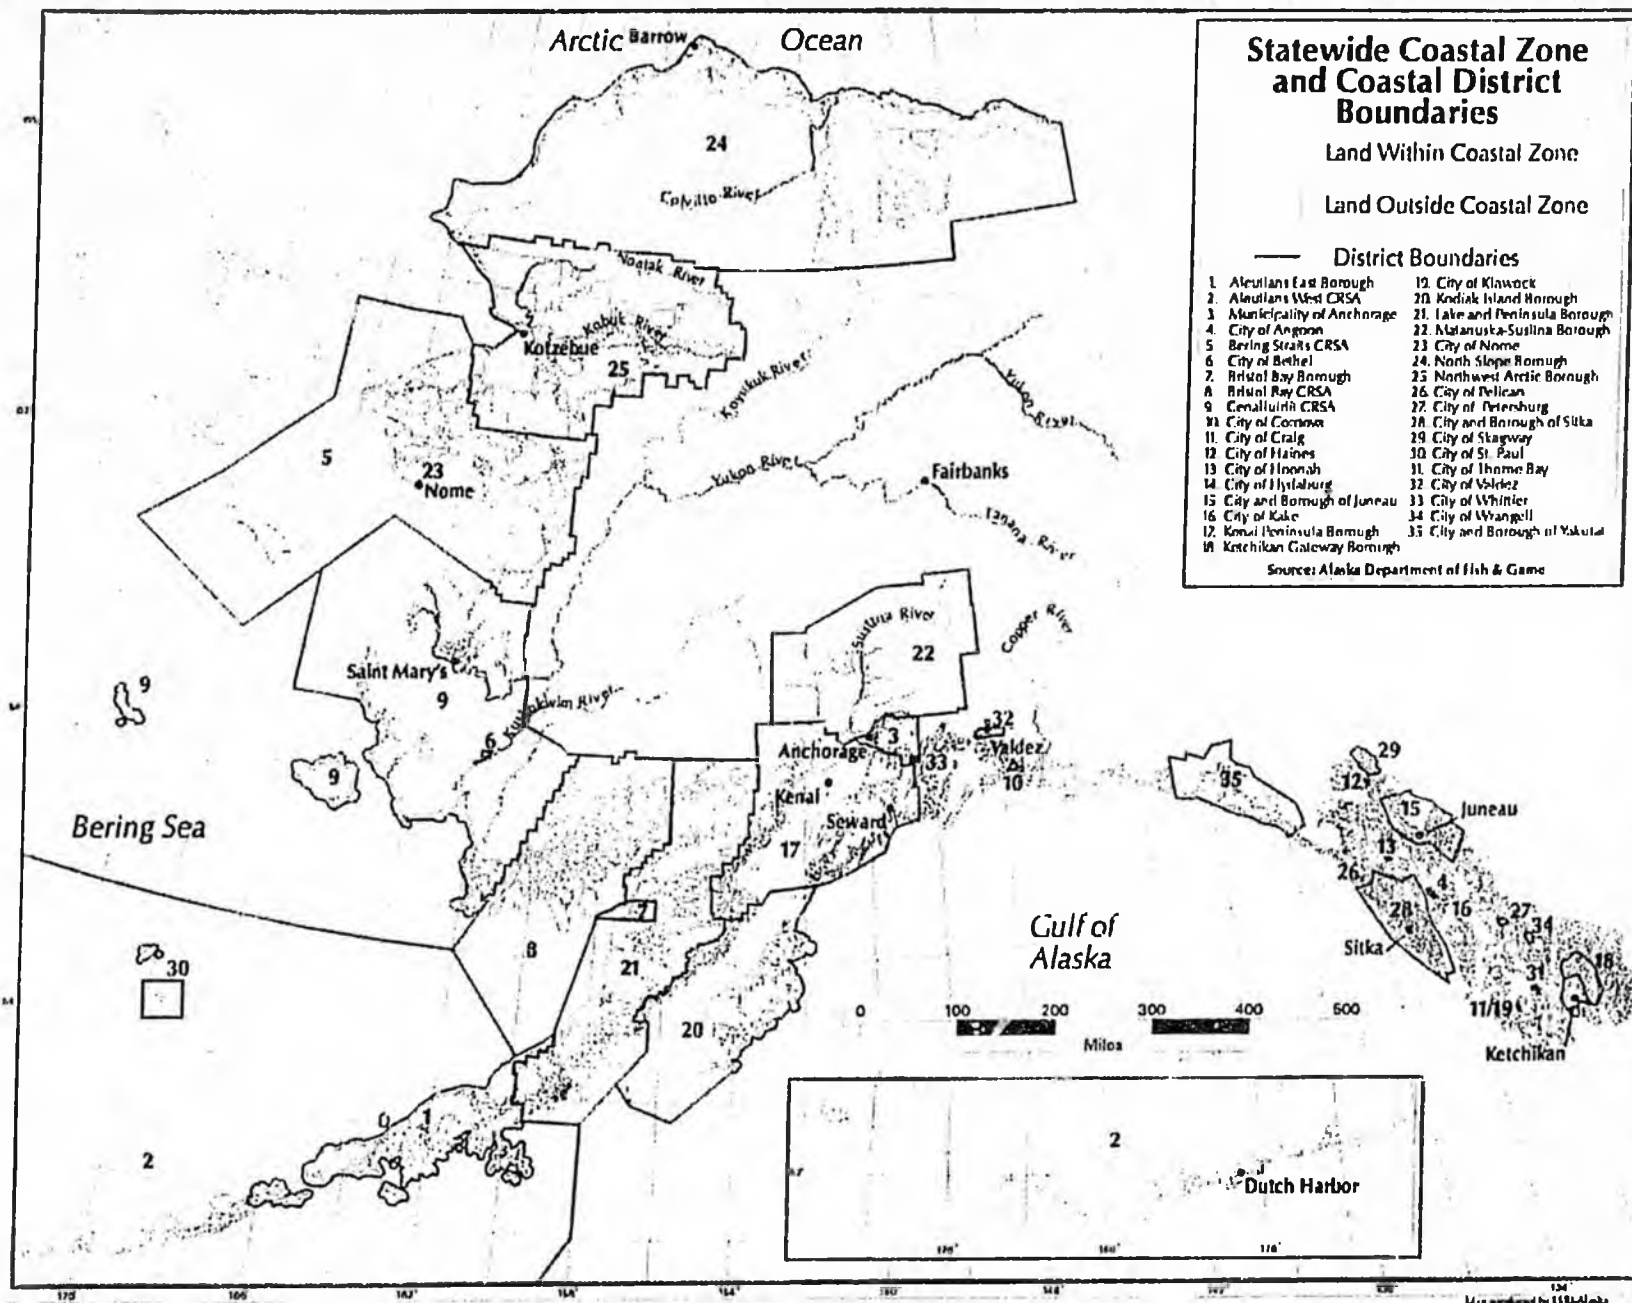 Arctic Ocean
Barrow
Statewide Coastal Zone
and Coastal District
Boundaries
Land Within Coastal Zone
Land Outside Coastal Zone
District Boundaries
1. Aleutians East Borough
2. Aleutians West CRSA
3. Municipality of Anchorage
4. City of Angoon
5. Bering Straits CRSA
6. City of Bethel
7. Bristol Bay Borough
8. Bristol Bay CRSA
9. Cenaliulriit CRSA
10. City of Cordova
11. City of Craig
12. City of Haines
13. City of Hoonah
14. City of Hydaburg
15. City and Borough of Juneau
16. City of Kake
17. Kenai Peninsula Borough
18. Ketchikan Gateway Borough
19. City of Klawock
20. Kodiak Island Borough
21. Lake and Peninsula Borough
22. Matanuska-Susitna Borough
23. City of Nome
24. North Slope Borough
25. Northwest Arctic Borough
26. City of Pelican
27. City of Petersburg
28. City and Borough of Sitka
29. City of Skagway
30. City of St. Paul
31. City of Thorne Bay
32. City of Valdez
33. City of Whittier
34. City of Wrangell
35. City and Borough of Yakutat
Source: Alaska Department of Fish & Game
24
Colville River
Noatak River
Kobuk River
Kotzebue
25
Koyukuk River
Yukon River
5
23
Nome
Yukon River
Fairbanks
Tanana River
Susitna River
22
Copper River
Saint Mary's
9
9
Kuskokwim River
6
9
32
Valdez
Anchorage
3
33
10
Kenai
Seward
17
35
29
12
15
Juneau
13
Bering Sea
26
4
16
28
27
34
Sitka
7
8
21
Gulf of
Alaska
30
20
0 100 200 300 400 500
Miles
31
18
11/19
Ketchikan
1
2
2
Dutch Harbor